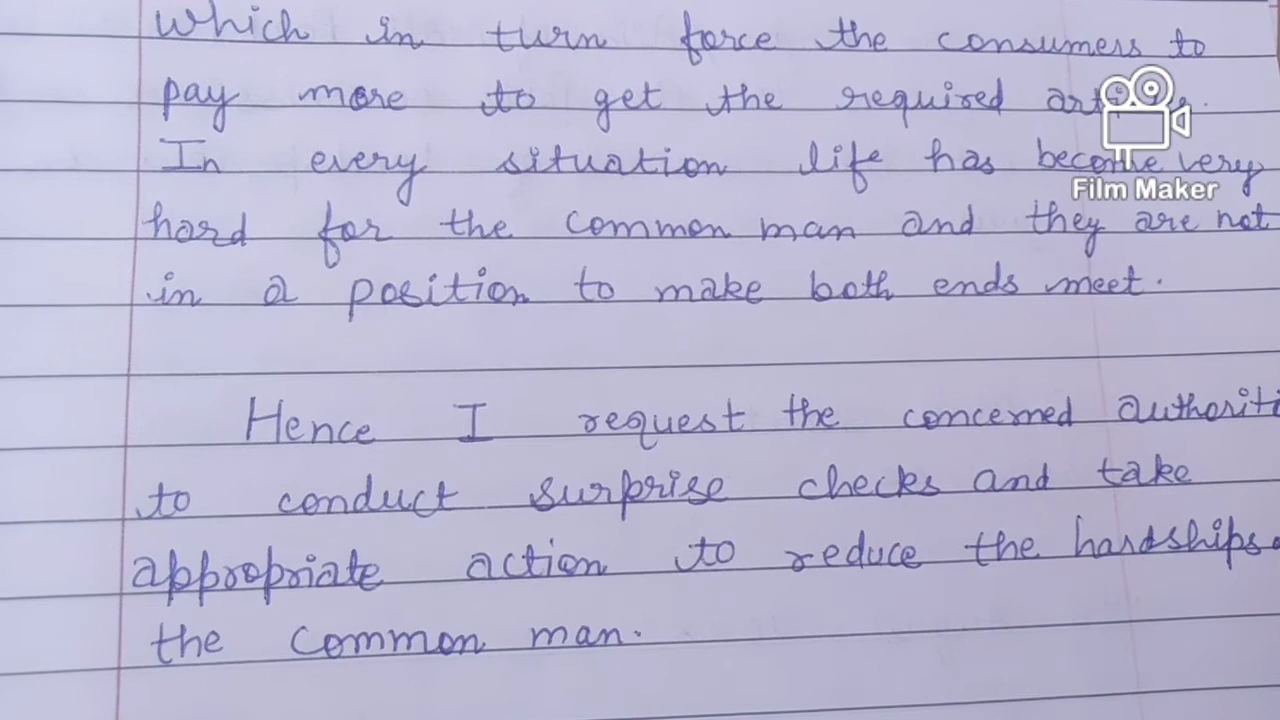 which in turn force the consumers to
pay more to get the required
In every situation life has become very
hard for the common man and they are not
in a position to make both ends meet.
Hence I request the concerned
to conduct surprise checks and take
appropriate action to reduce the hardships
the common man.
Film Maker